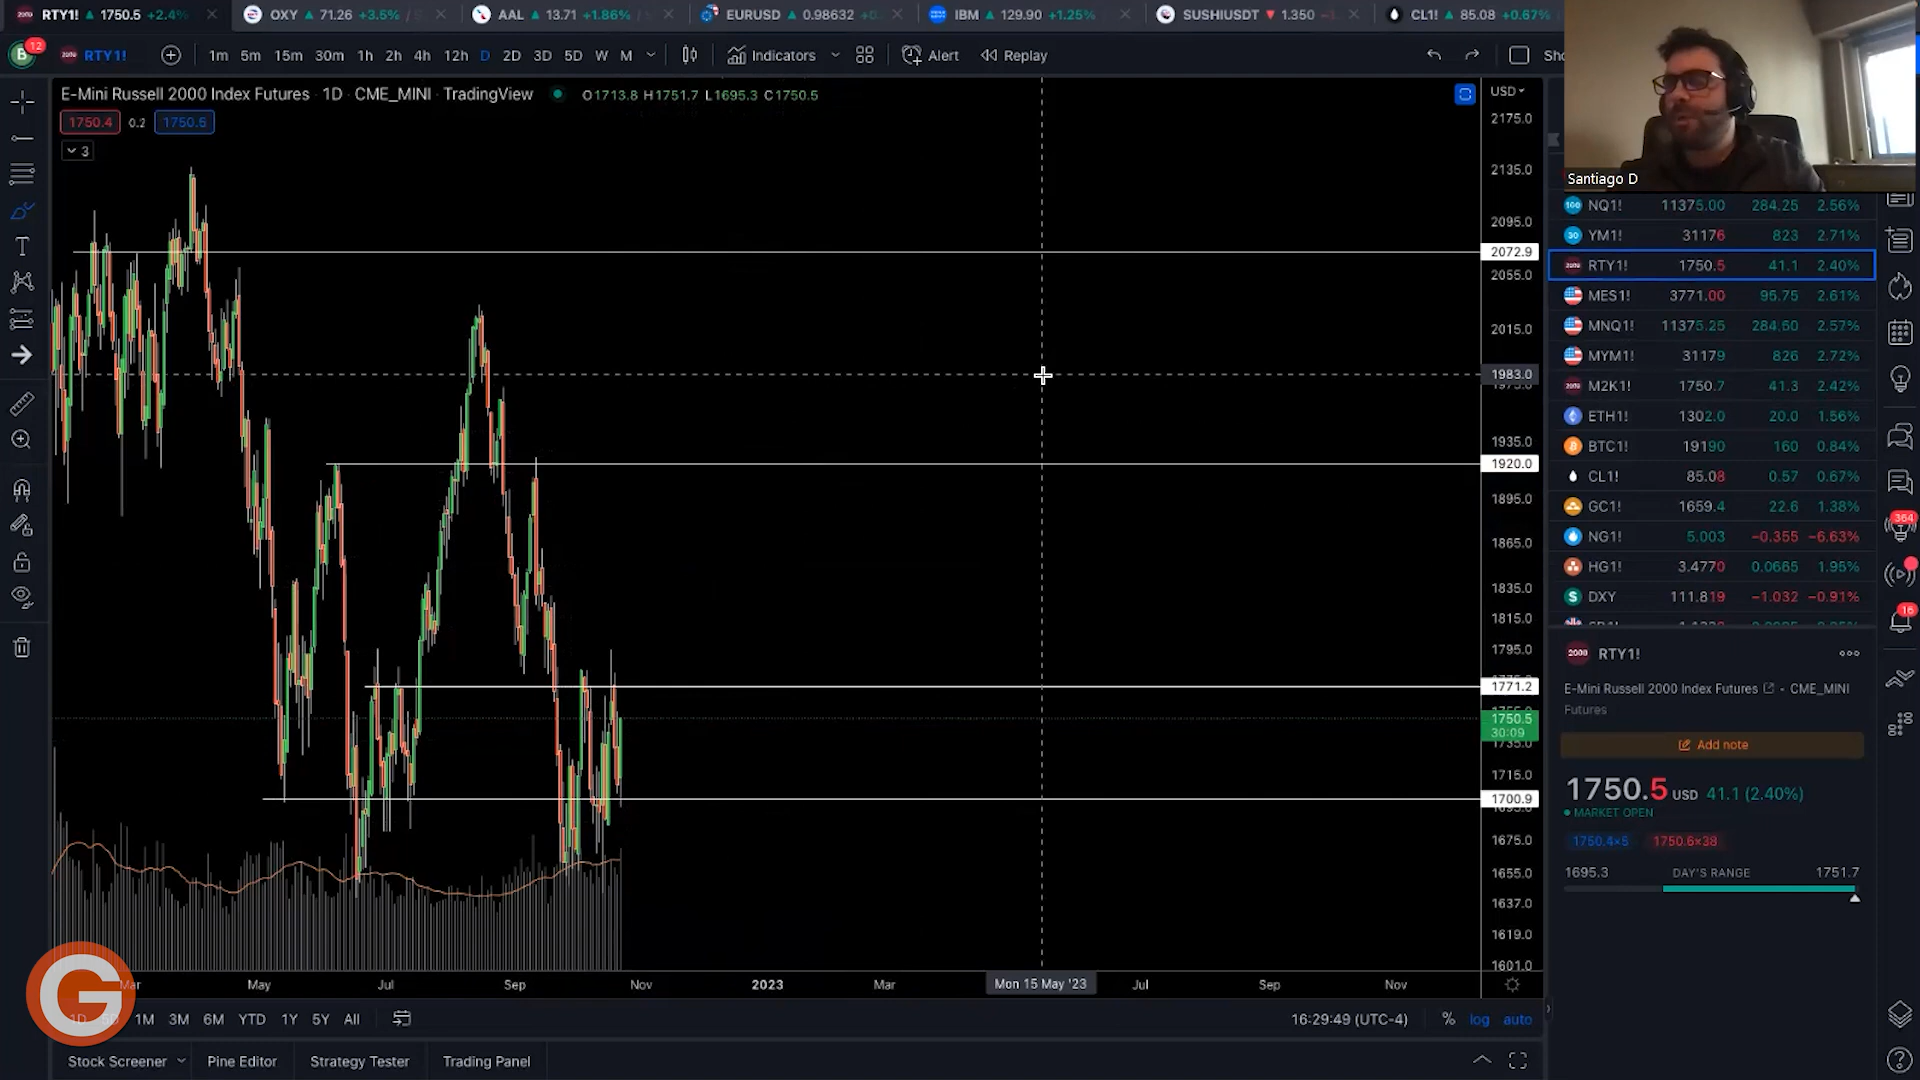 RTY1! ▲ 1750.5 +2.4%
OXY ▲ 71.26 +3.5%
AAL ▲ 13.71 +1.86%
EURUSD ▲ 0.98632 +0.
IBM ▲ 129.90 +1.25%
SUSHIUSDT ▼ 1.350
CL1! ▲ 85.08 +0.67%
B 12
RTY1! 1m 5m 15m 30m 1h 2h 4h 12h D 2D 3D 5D W M Indicators Alert Replay
E-Mini Russell 2000 Index Futures · 1D · CME_MINI · TradingView O1713.8 H1751.7 L1695.3 C1750.5
1750.4 0.2 1750.5
3
USD
2175.0
2135.0
2095.0
2072.9
2055.0
2015.0
1983.0
1935.0
1920.0
1895.0
1865.0
1835.0
1815.0
1795.0
1771.2
1750.5
30:09
1735.0
1715.0
1700.9
1675.0
1655.0
1637.0
1619.0
1601.0
Santiago D
NQ1! 11375.00 284.25 2.56%
YM1! 31176 823 2.71%
RTY1! 1750.5 41.1 2.40%
MES1! 3771.00 95.75 2.61%
MNQ1! 11375.25 284.50 2.57%
MYM1! 31179 826 2.72%
M2K1! 1750.7 41.3 2.42%
ETH1! 1302.0 20.0 1.56%
BTC1! 19190 160 0.84%
CL1! 85.08 0.57 0.67%
GC1! 1659.4 22.6 1.38%
NG1! 5.003 −0.355 −6.63%
HG1! 3.4770 0.0665 1.95%
DXY 111.819 −1.032 −0.91%
364
16
RTY1!
E-Mini Russell 2000 Index Futures · CME_MINI
Futures
Add note
1750.5 USD 41.1 (2.40%)
MARKET OPEN
1750.4×5 1750.6×38
1695.3 DAY'S RANGE 1751.7
May Jul Sep Nov 2023 Mar Mon 15 May '23 Jul Sep Nov
G
1M 3M 6M YTD 1Y 5Y All 16:29:49 (UTC-4) % log auto
Stock Screener Pine Editor Strategy Tester Trading Panel